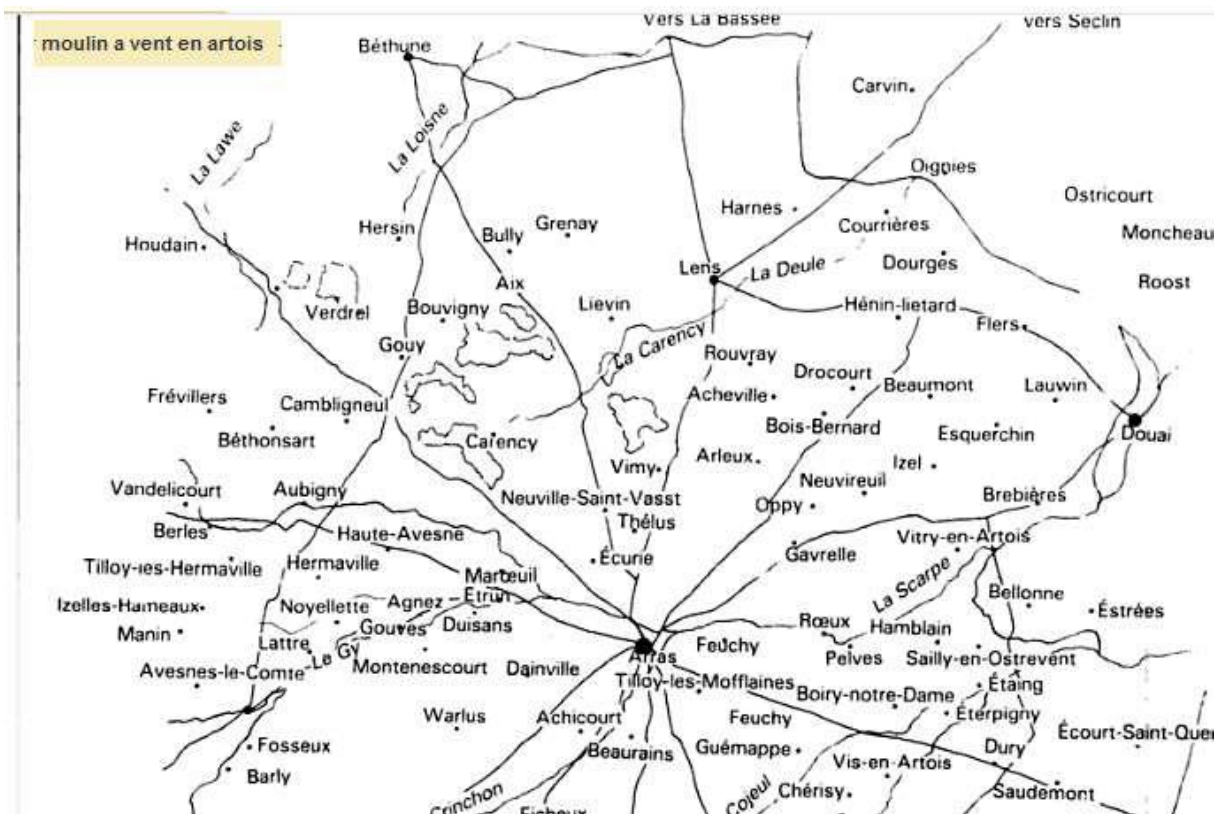 moulin a vent en artois
Vers La Bassée
vers Seclin
Béthune
Carvin
La Lawe
La Loisne
Oignies
Ostricourt
Harnes
Courrières
Hersin
Grenay
Bully
Moncheau
Houdain
Lens
La Deule
Dourges
Aix
Roost
Verdrel
Bouvigny
Lievin
Hénin-lietard
Flers
Gouy
La Carency
Rouvray
Drocourt
Beaumont
Lauwin
Frévillers
Cambligneul
Acheville
Béthonsart
Carency
Bois-Bernard
Esquerchin
Douai
Vimy
Arleux
Izel
Neuvireuil
Vandelicourt
Aubigny
Neuville-Saint-Vasst
Oppy
Brebières
Berles
Haute-Avesne
Thélus
Vitry-en-Artois
Gavrelle
Écurie
Tilloy-les-Hermaville
Hermaville
Marœuil
La Scarpe
Bellonne
Izelles-Hameaux
Noyellette
Agnez
Etrun
Estrées
Manin
Gouves
Duisans
Rœux
Hamblain
Lattre
Le Gy
Feuchy
Arras
Pelves
Sailly-en-Ostrevent
Avesnes-le-Comte
Montenescourt
Dainville
Tilloy-les-Mofflaines
Étaing
Boiry-notre-Dame
Warlus
Achicourt
Feuchy
Éterpigny
Écourt-Saint-Quer
Fosseux
Beaurains
Guémappe
Dury
Barly
Vis-en-Artois
Crinchon
Cojeul
Chérisy
Saudemont
Ficheux